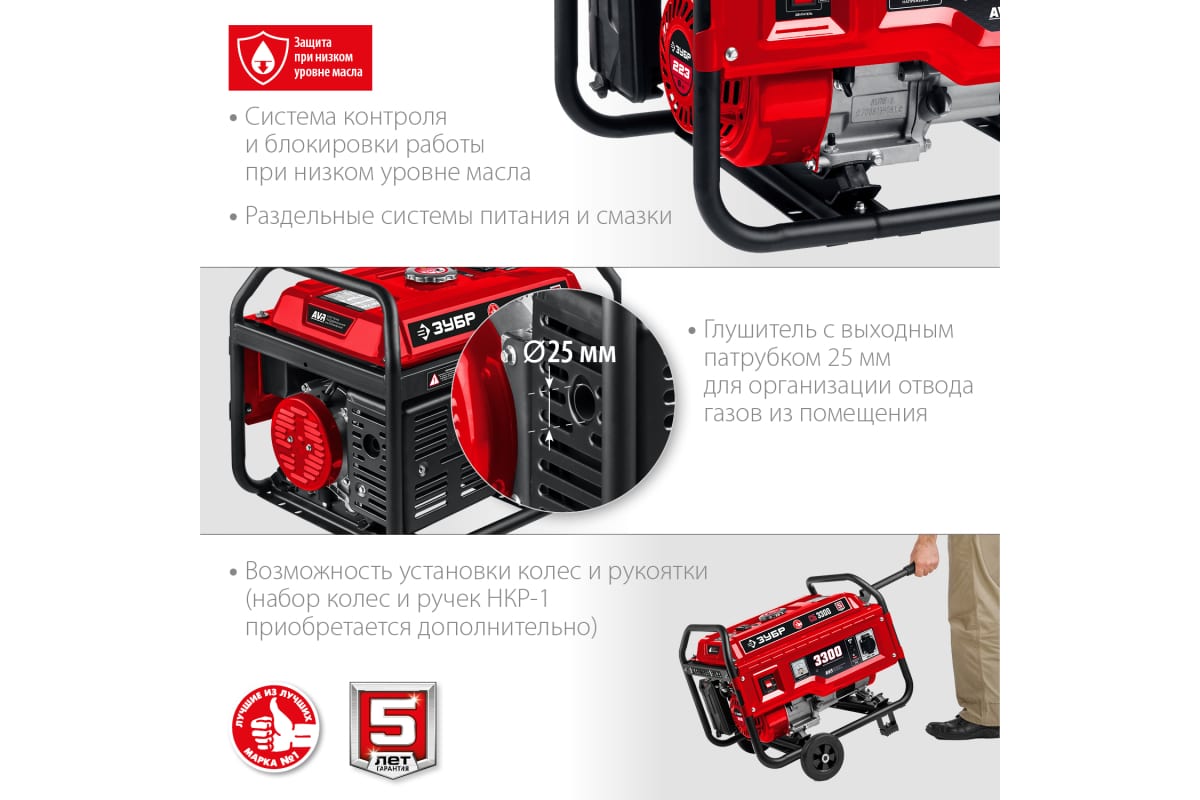 Защита
при низком
уровне масла
• Система контроля
и блокировки работы
при низком уровне масла
• Раздельные системы питания и смазки
ЗУБР
223
AVR
ЗУБР
Ø25 мм
• Глушитель с выходным
патрубком 25 мм
для организации отвода
газов из помещения
• Возможность установки колес и рукоятки
(набор колес и ручек НКР-1
приобретается дополнительно)
ЗУБР
3300
3300
ЛУЧШИЕ ИЗ ЛУЧШИХ
МАРКА №1
5
лет
ГАРАНТИЯ